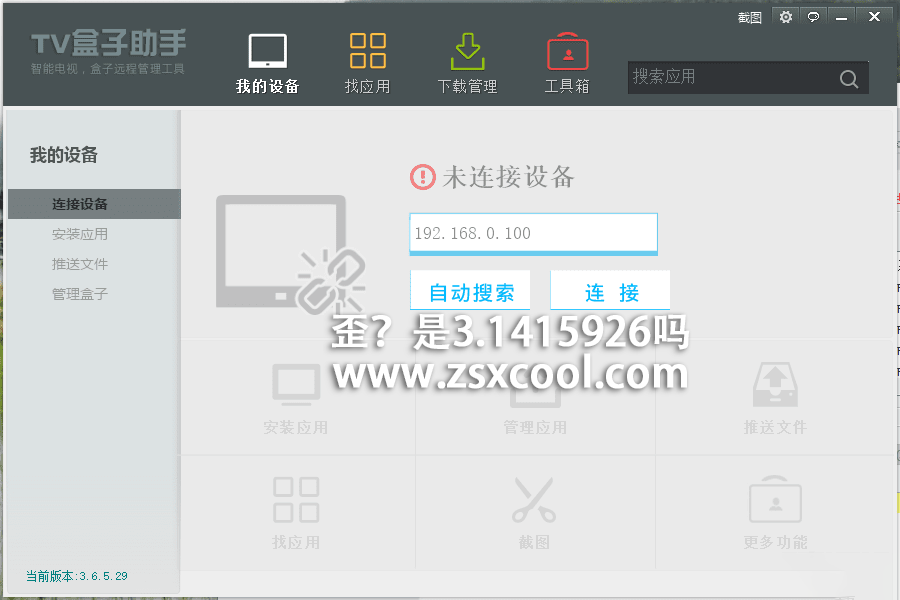 截图
TV盒子助手
智能电视，盒子远程管理工具
我的设备
找应用
下载管理
工具箱
搜索应用
我的设备
连接设备
安装应用
推送文件
管理盒子
未连接设备
192.168.0.100
自动搜索
连 接
歪？是3.1415926吗
www.zsxcool.com
安装应用
管理应用
推送文件
找应用
截图
更多功能
当前版本:3.6.5.29